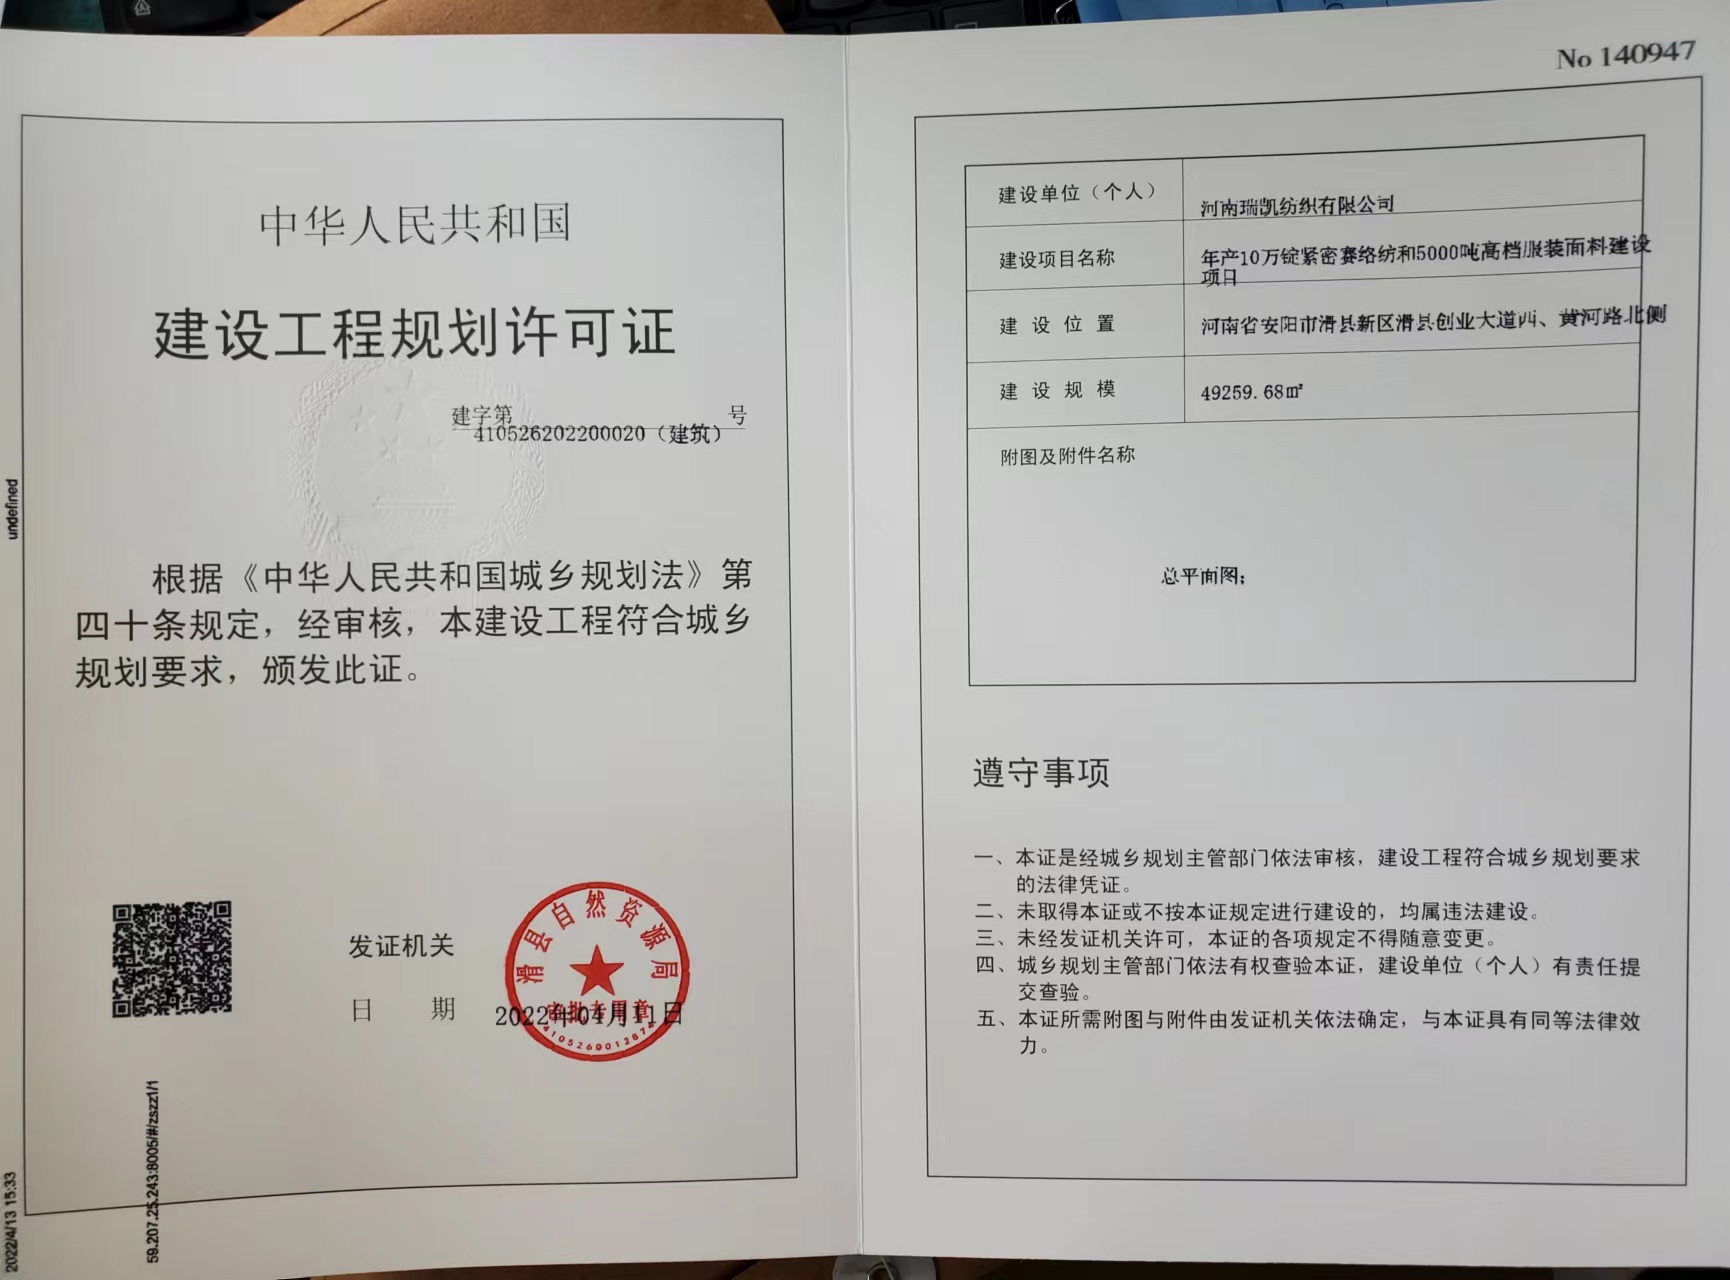 中华人民共和国
建设工程规划许可证
建字第 号
410526202200020（建筑）
根据《中华人民共和国城乡规划法》第
四十条规定，经审核，本建设工程符合城乡
规划要求，颁发此证。
发证机关
日 期
2022年04月11日
滑县自然资源局
审批专用章
undefined
2022/4/13 15:33
59.207.25.243:8005/#/zszz1/1
No 140947
建设单位（个人） 河南瑞凯纺织有限公司
建设项目名称 年产10万锭紧密赛络纺和5000吨高档服装面料建设
项目
建设位置 河南省安阳市滑县新区滑县创业大道西、黄河路北侧
建设规模 49259.68㎡
附图及附件名称
总平面图；
遵守事项
一、本证是经城乡规划主管部门依法审核，建设工程符合城乡规划要求
的法律凭证。
二、未取得本证或不按本证规定进行建设的，均属违法建设。
三、未经发证机关许可，本证的各项规定不得随意变更。
四、城乡规划主管部门依法有权查验本证，建设单位（个人）有责任提
交查验。
五、本证所需附图与附件由发证机关依法确定，与本证具有同等法律效
力。